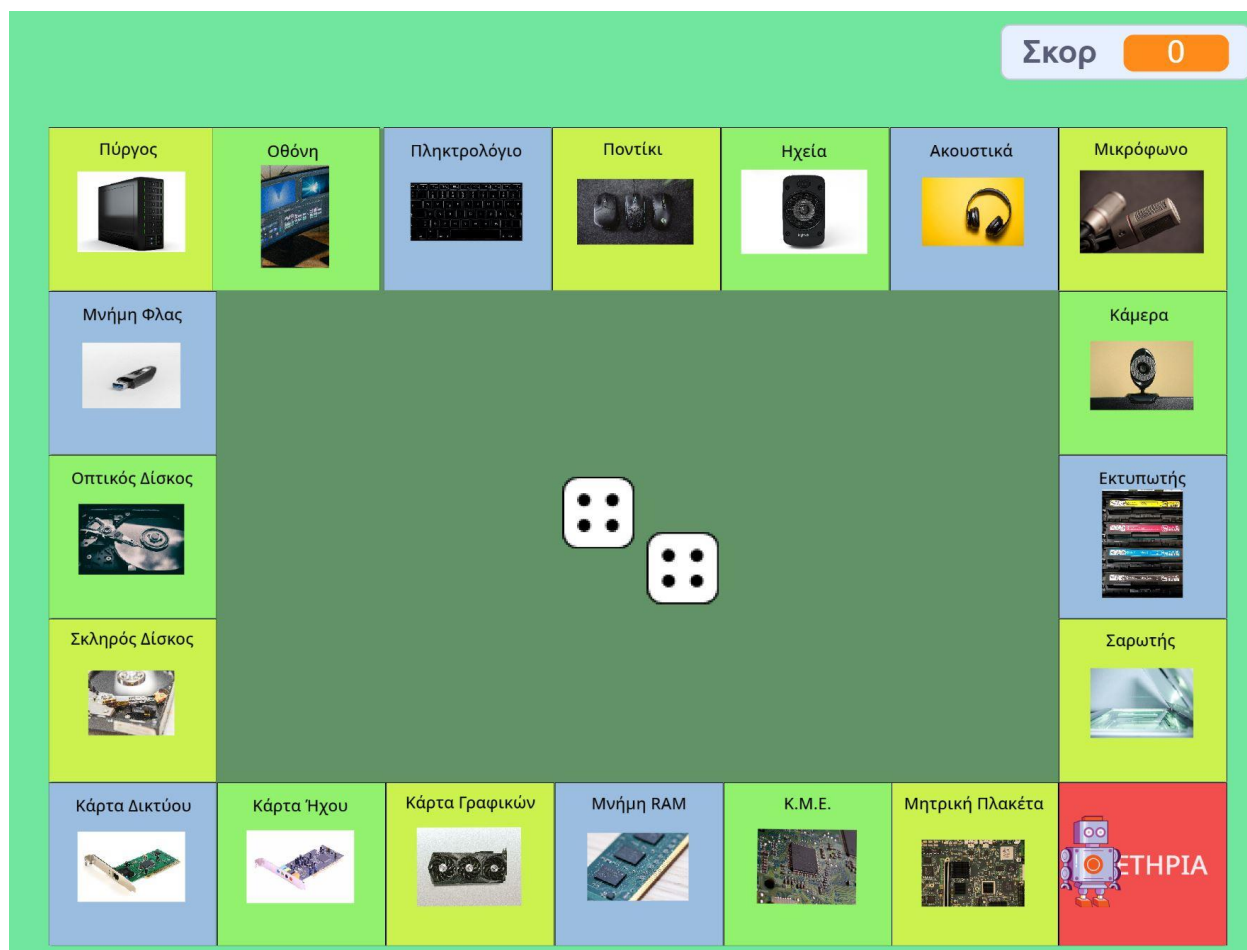 Σκορ 0
Πύργος
Οθόνη
Πληκτρολόγιο
Ποντίκι
Ηχεία
Ακουστικά
Μικρόφωνο
Μνήμη Φλας
Κάμερα
Οπτικός Δίσκος
Εκτυπωτής
Σκληρός Δίσκος
Σαρωτής
Κάρτα Δικτύου
Κάρτα Ήχου
Κάρτα Γραφικών
Μνήμη RAM
Κ.Μ.Ε.
Μητρική Πλακέτα
ΕΤΗΡΙΑ